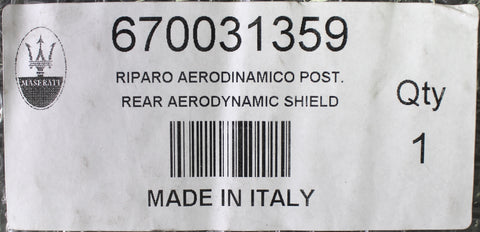 670031359
MASERATI
RIPARO AERODINAMICO POST.
REAR AERODYNAMIC SHIELD
Qty
1
MADE IN ITALY